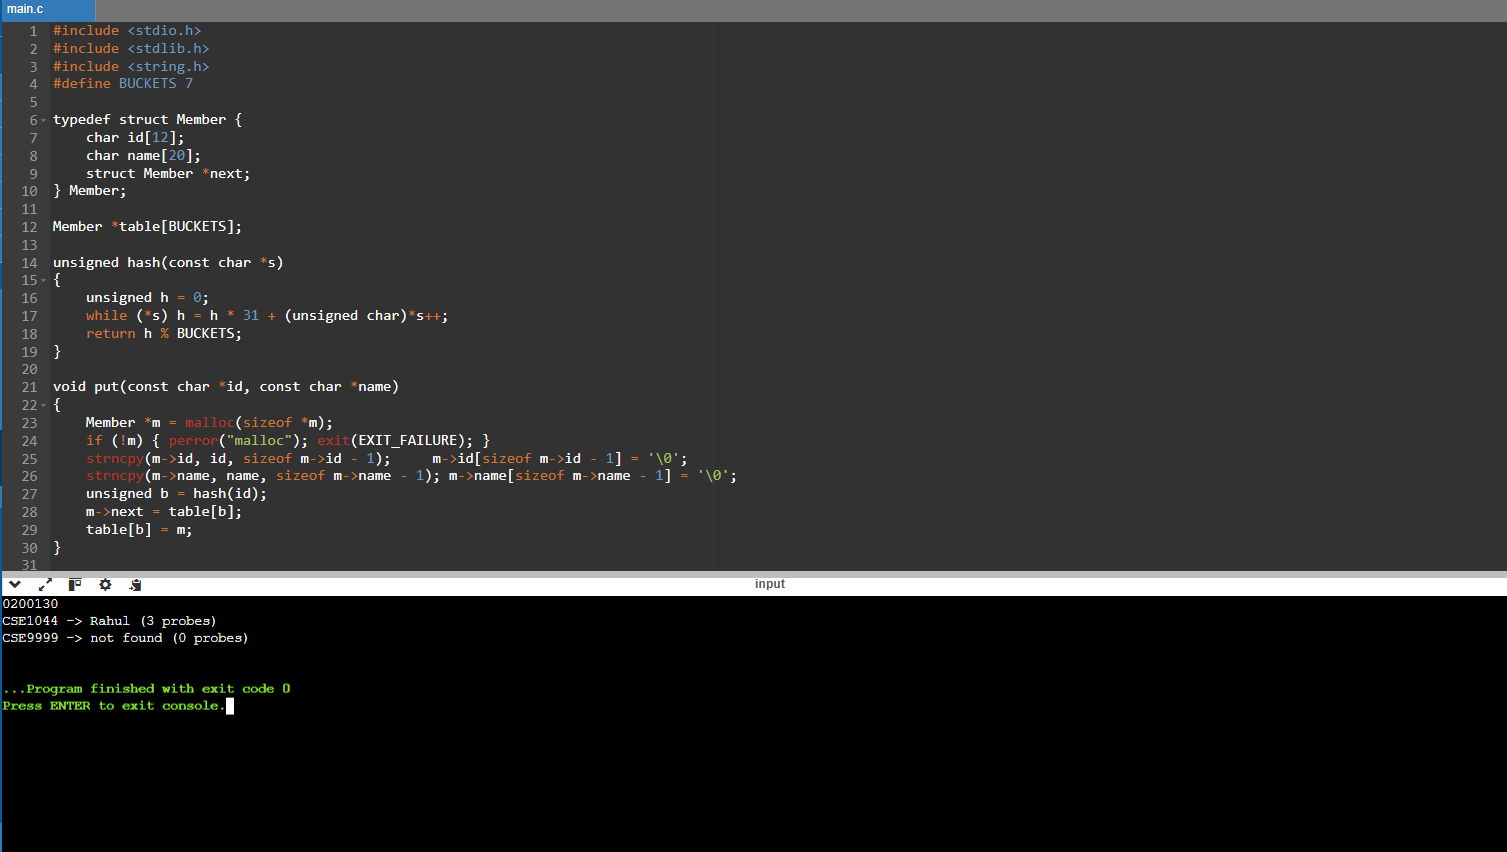 main.c
1 #include <stdio.h>
2 #include <stdlib.h>
3 #include <string.h>
4 #define BUCKETS 7
5
6 typedef struct Member {
7     char id[12];
8     char name[20];
9     struct Member *next;
10 } Member;
11
12 Member *table[BUCKETS];
13
14 unsigned hash(const char *s)
15 {
16     unsigned h = 0;
17     while (*s) h = h * 31 + (unsigned char)*s++;
18     return h % BUCKETS;
19 }
20
21 void put(const char *id, const char *name)
22 {
23     Member *m = malloc(sizeof *m);
24     if (!m) { perror("malloc"); exit(EXIT_FAILURE); }
25     strncpy(m->id, id, sizeof m->id - 1);     m->id[sizeof m->id - 1] = '\0';
26     strncpy(m->name, name, sizeof m->name - 1); m->name[sizeof m->name - 1] = '\0';
27     unsigned b = hash(id);
28     m->next = table[b];
29     table[b] = m;
30 }
31
input
0200130
CSE1044 -> Rahul (3 probes)
CSE9999 -> not found (0 probes)
...Program finished with exit code 0
Press ENTER to exit console.